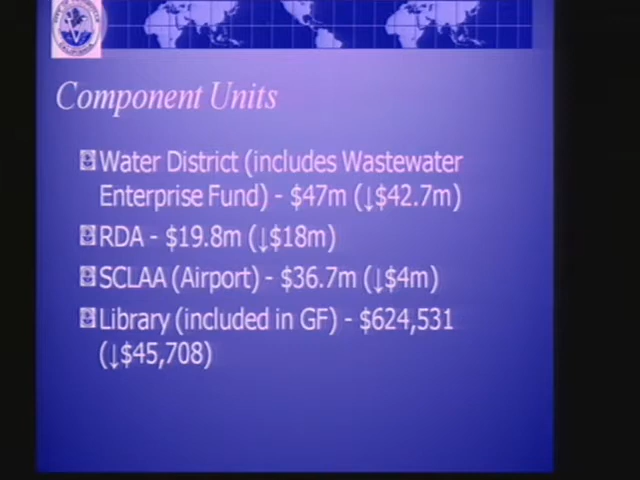 Component Units
Water District (includes Wastewater
Enterprise Fund) - $47m (↓$42.7m)
RDA - $19.8m (↓$18m)
SCLAA (Airport) - $36.7m (↓$4m)
Library (included in GF) - $624,531
(↓$45,708)